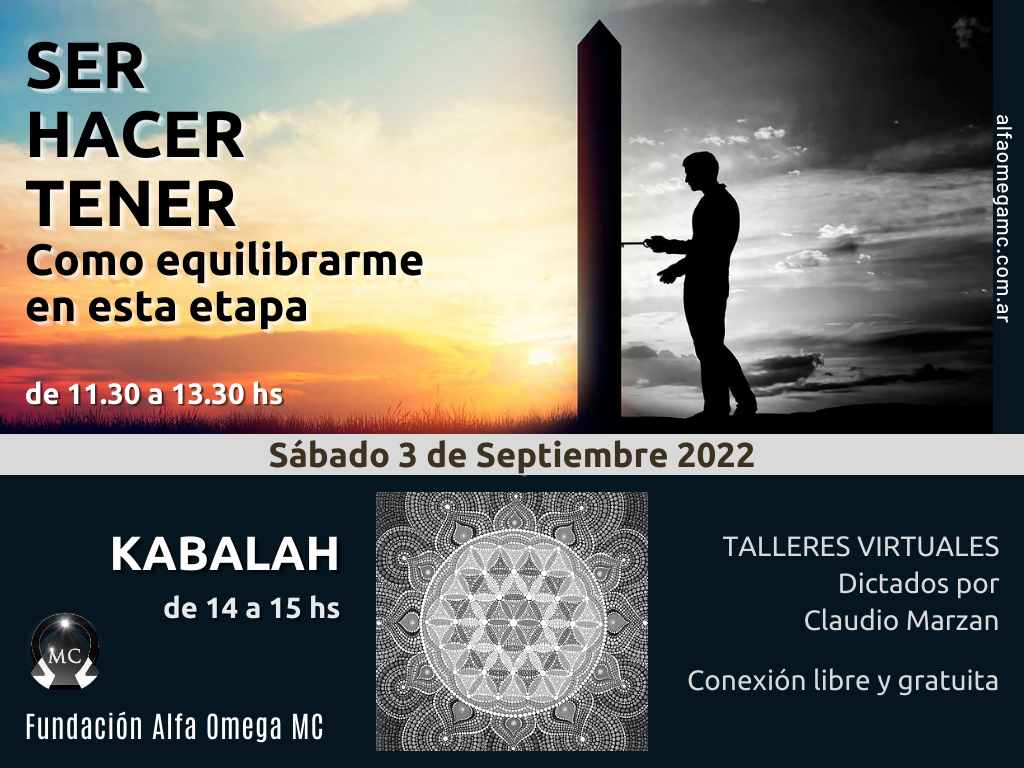 SER
HACER
TENER
Como equilibrarme
en esta etapa
de 11.30 a 13.30 hs
alfaomegamc.com.ar
Sábado 3 de Septiembre 2022
KABALAH
de 14 a 15 hs
MC
Fundación Alfa Omega MC
TALLERES VIRTUALES
Dictados por
Claudio Marzan
Conexión libre y gratuita